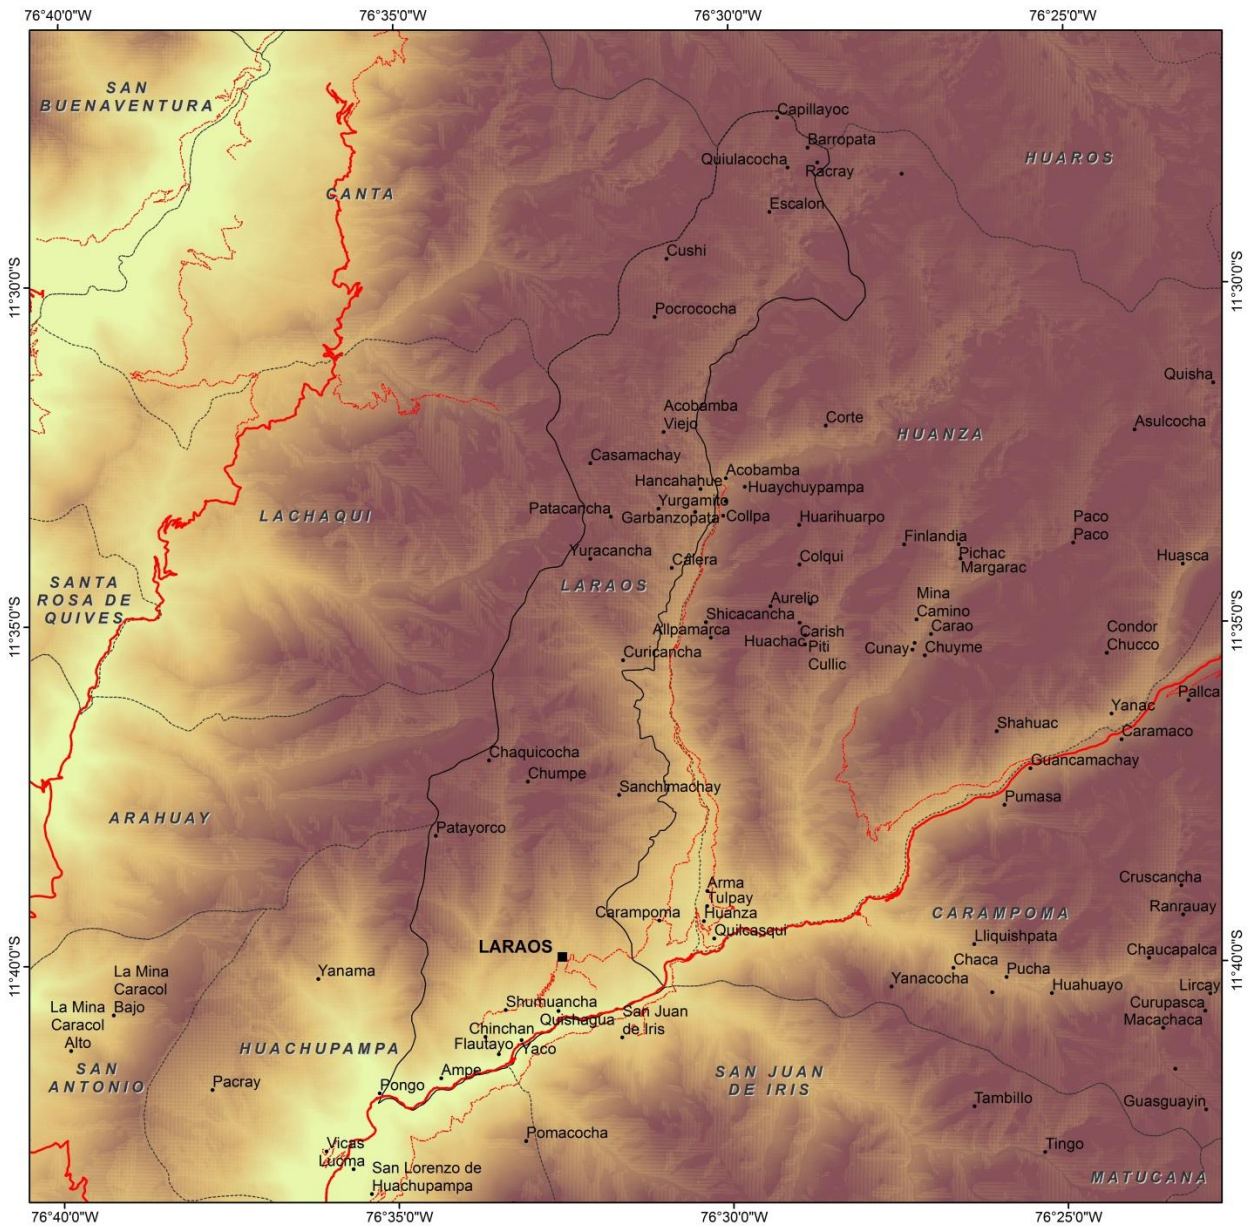 76°40'0"W
76°35'0"W
76°30'0"W
76°25'0"W
SAN
BUENAVENTURA
Capillayoc
Barropata
HUAROS
Quiulacocha
Racray
CANTA
Escalon
Cushi
11°30'0"S
11°30'0"S
Pocrococha
Quisha
Acobamba
Viejo
Corte
Asulcocha
HUANZA
Casamachay
Acobamba
Hancahahue
Huaychuypampa
Yurgamito
Patacancha
Garbanzopata
Collpa
Huarihuarpo
Paco
Paco
LACHAQUI
Finlandia
Pichac
Margarac
Huasca
Yuracancha
Calera
Colqui
LARAOS
SANTA
ROSA DE
QUIVES
Mina
Camino
Aurelio
Shicacancha
Carao
11°35'0"S
11°35'0"S
Allpamarca
Huachac
Carish
Piti
Cullic
Condor
Chucco
Cunay
Chuyme
Curicancha
Pallca
Yanac
Shahuac
Caramaco
Chaquicocha
Chumpe
Guancamachay
Sanchimachay
Pumasa
ARAHUAY
Patayorco
Arma
Tulpay
Cruscancha
Carampoma
Huanza
CARAMPOMA
Ranrauay
Quilcasqui
Lliquishpata
LARAOS
Chaucapalca
11°40'0"S
11°40'0"S
La Mina
Caracol
Bajo
Yanama
Chaca
Pucha
Yanacocha
Huahuayo
Lircay
La Mina
Caracol
Alto
Shumuancha
Quishagua
San Juan
de Iris
Curupasca
Macachaca
Chinchan
Flautayo
Yaco
HUACHUPAMPA
SAN
ANTONIO
Ampe
SAN JUAN
DE IRIS
Pacray
Pongo
Tambillo
Guasguayin
Pomacocha
Vicas
Luoma
Tingo
San Lorenzo de
Huachupampa
MATUCANA
76°40'0"W
76°35'0"W
76°30'0"W
76°25'0"W